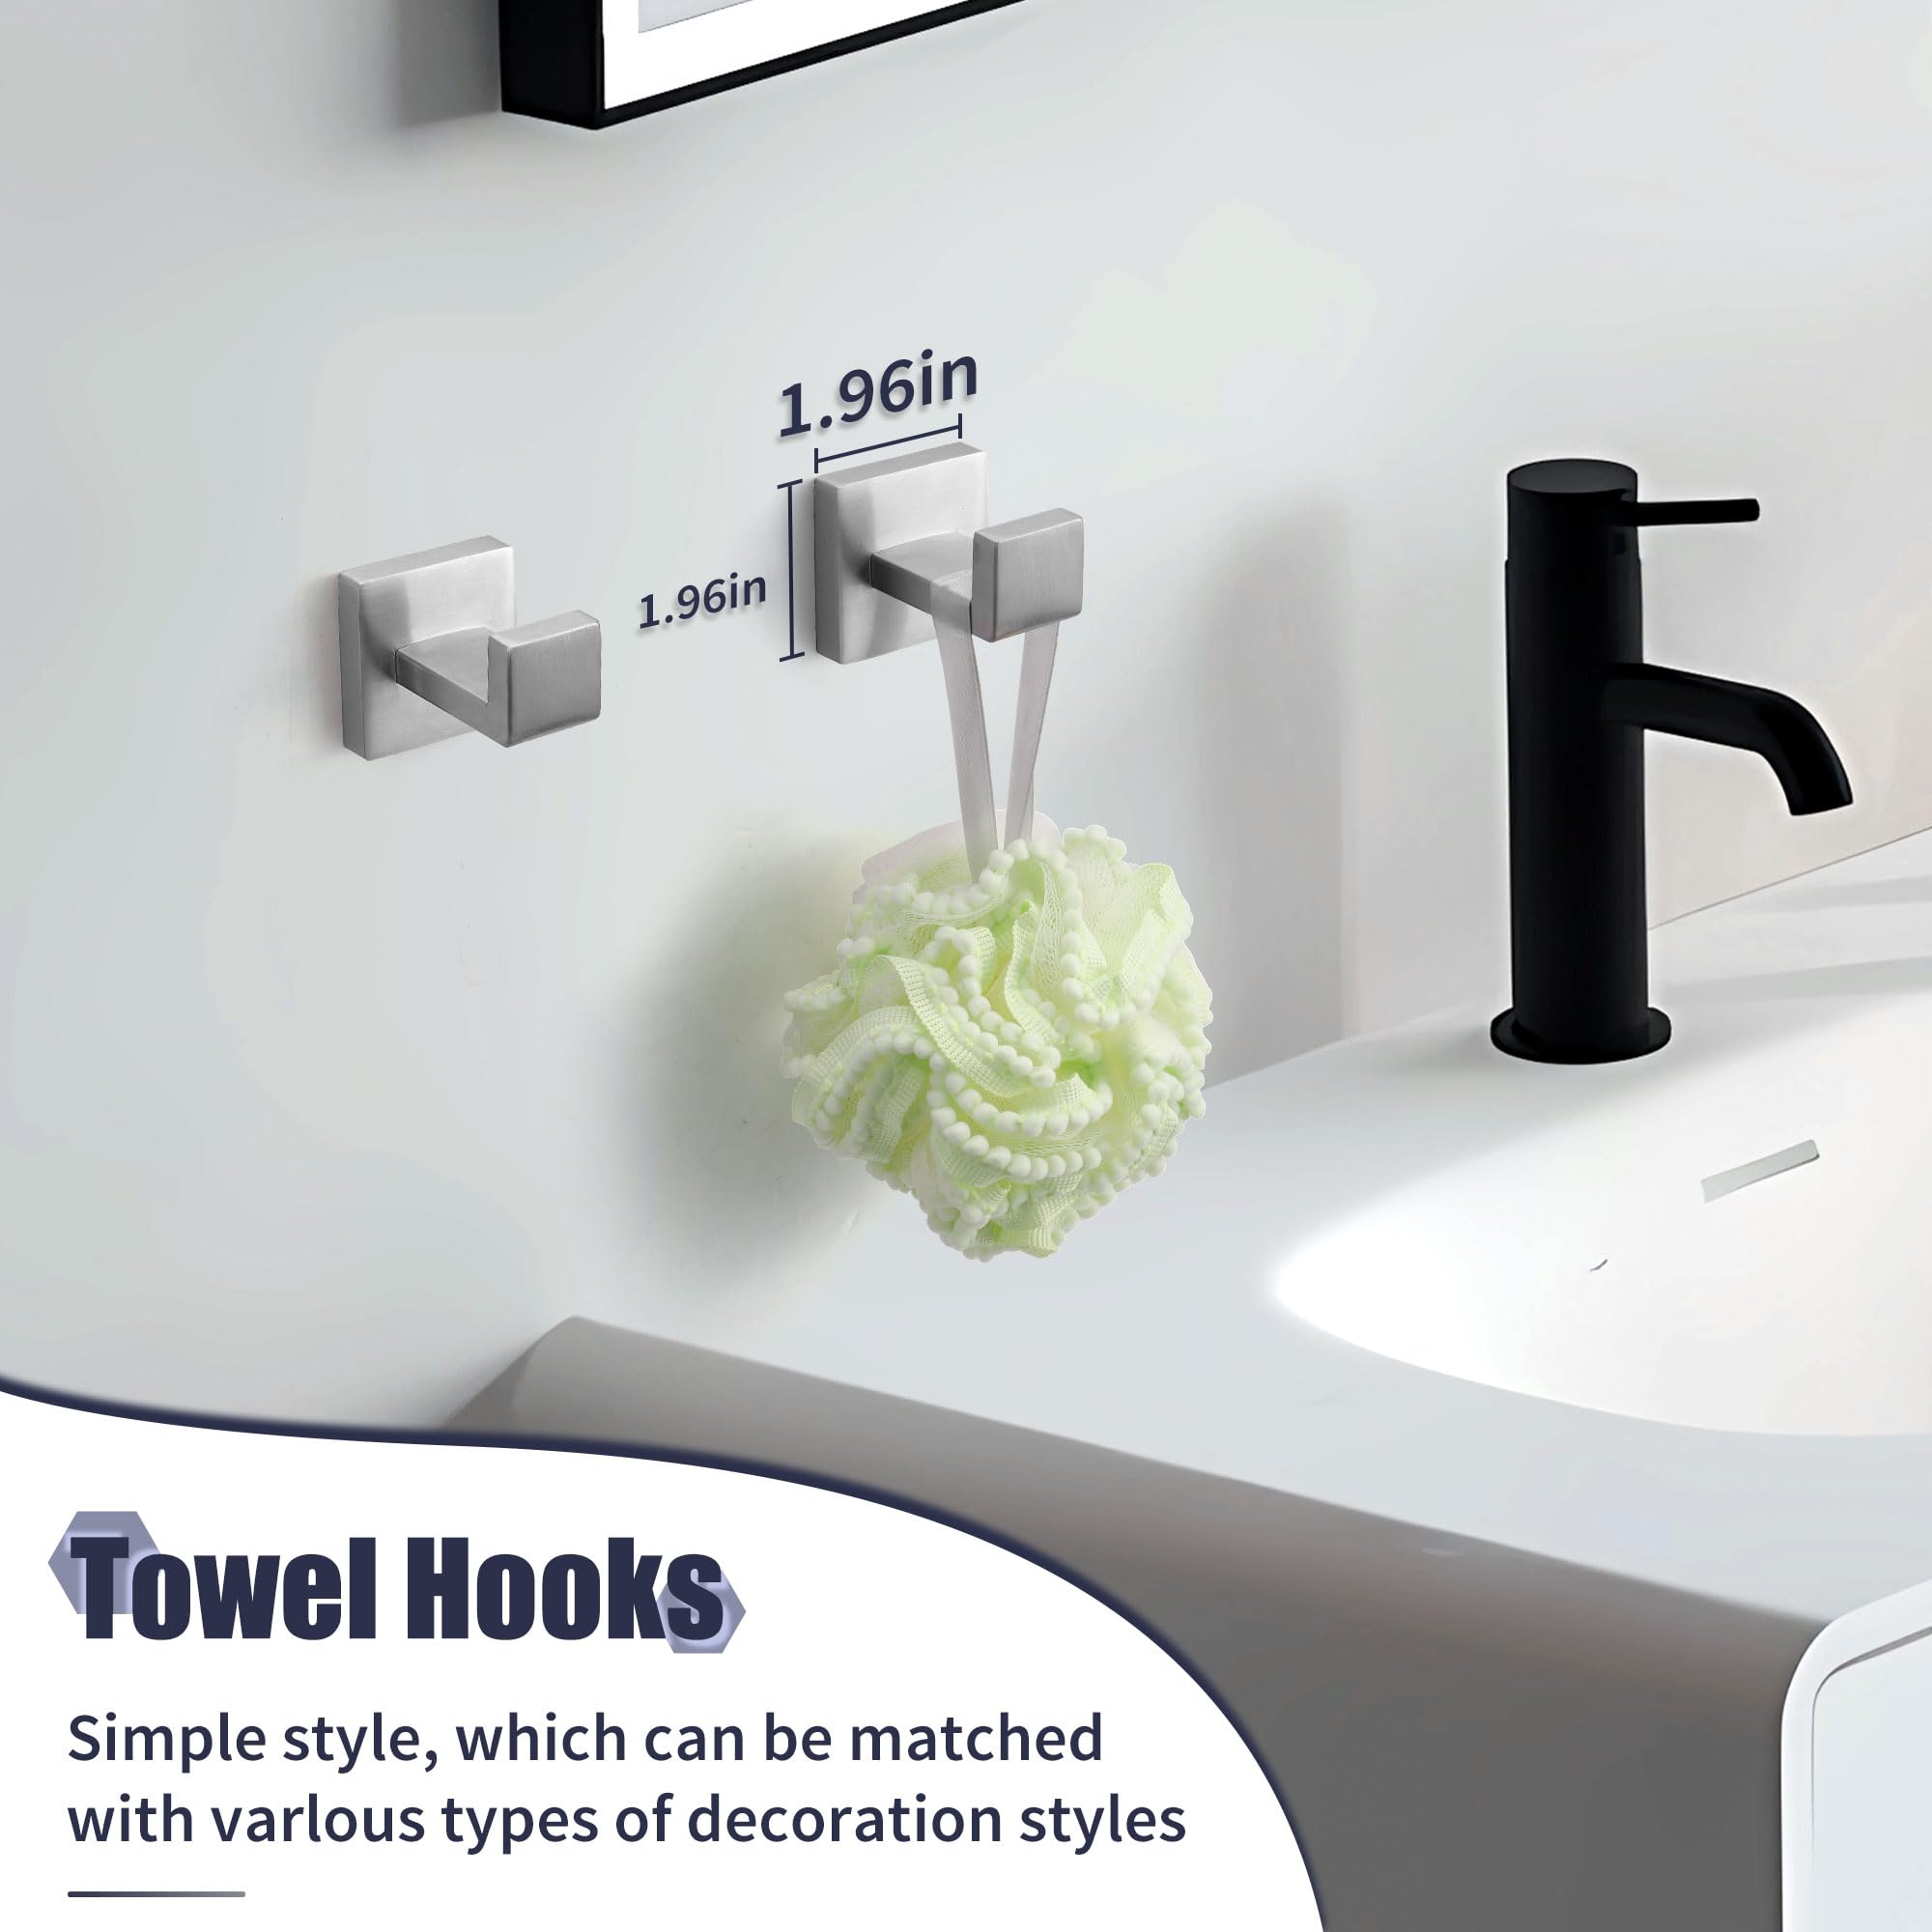 1.96in
1.96in
Towel Hooks
Simple style, which can be matched
with varlous types of decoration styles